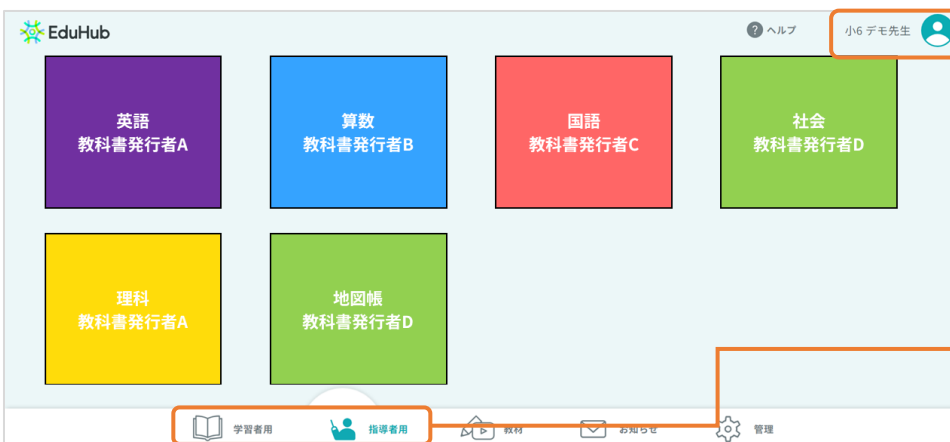 EduHub
? ヘルプ
小6 デモ先生
英語
教科書発行者A
算数
教科書発行者B
国語
教科書発行者C
社会
教科書発行者D
理科
教科書発行者A
地図帳
教科書発行者D
学習者用
指導者用
教材
お知らせ
管理